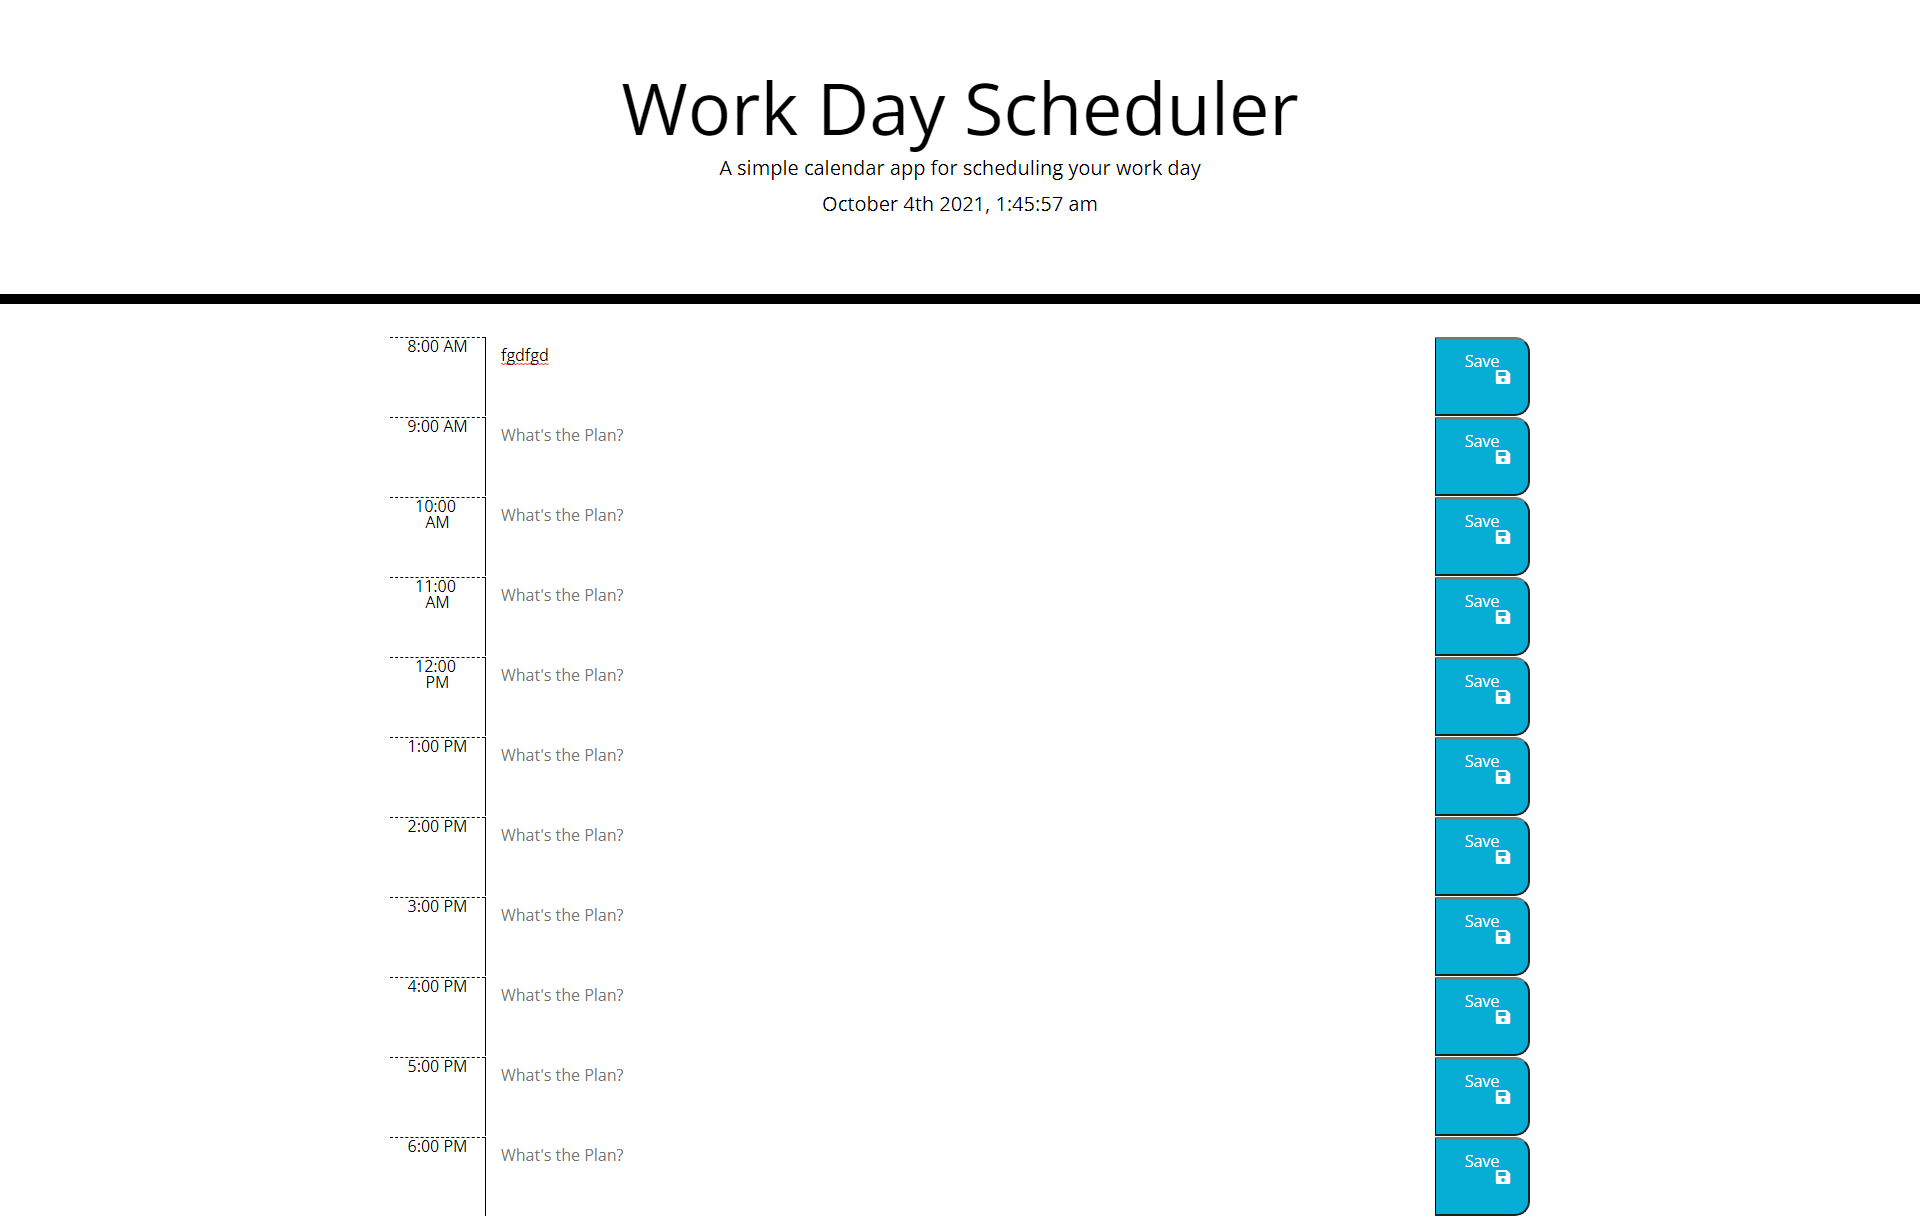 Work Day Scheduler
A simple calendar app for scheduling your work day
October 4th 2021, 1:45:57 am
8:00 AM
fgdfgd
Save
9:00 AM
What's the Plan?
Save
10:00
AM
What's the Plan?
Save
11:00
AM
What's the Plan?
Save
12:00
PM
What's the Plan?
Save
1:00 PM
What's the Plan?
Save
2:00 PM
What's the Plan?
Save
3:00 PM
What's the Plan?
Save
4:00 PM
What's the Plan?
Save
5:00 PM
What's the Plan?
Save
6:00 PM
What's the Plan?
Save